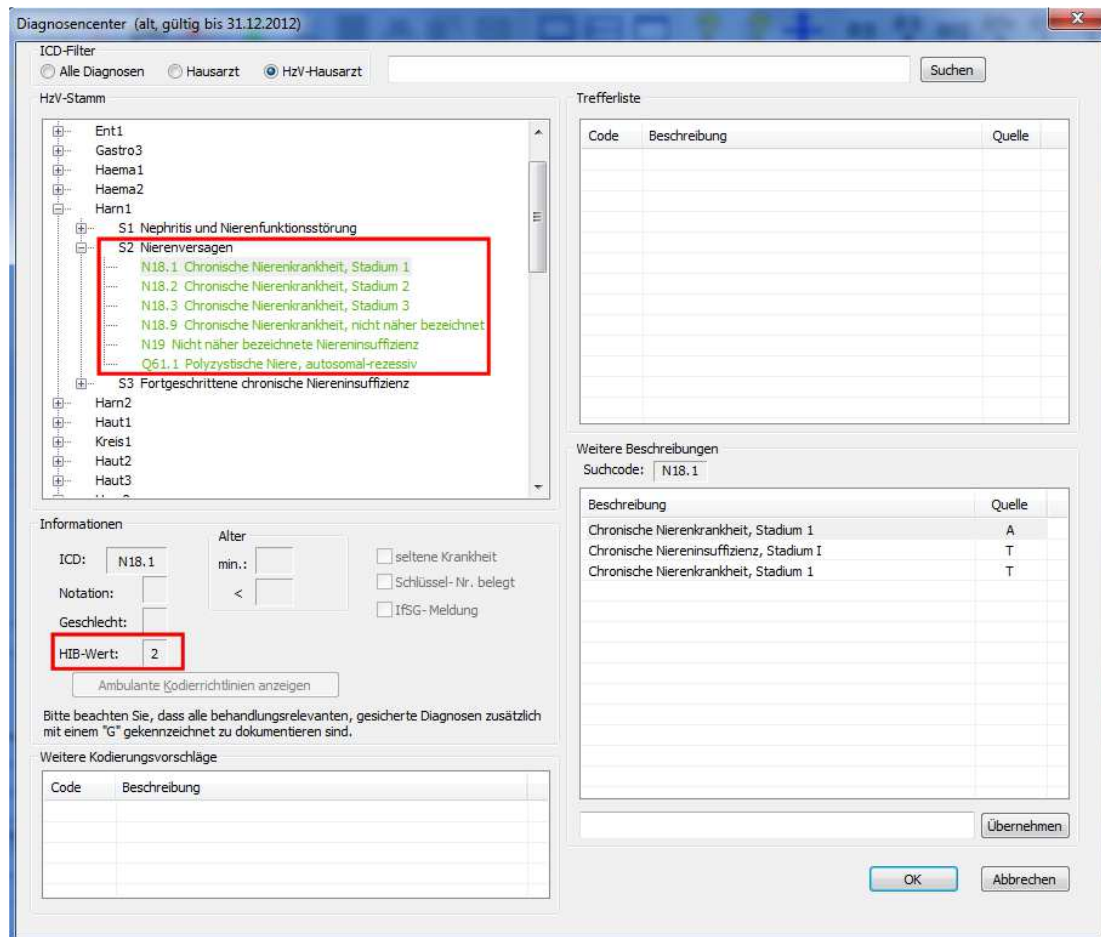 Diagnosencenter (alt, gültig bis 31.12.2012)
ICD-Filter
Alle Diagnosen Hausarzt HzV-Hausarzt Suchen
HzV-Stamm
Ent1
Gastro3
Haema1
Haema2
Harn1
S1 Nephritis und Nierenfunktionsstörung
S2 Nierenversagen
N18.1 Chronische Nierenkrankheit, Stadium 1
N18.2 Chronische Nierenkrankheit, Stadium 2
N18.3 Chronische Nierenkrankheit, Stadium 3
N18.9 Chronische Nierenkrankheit, nicht näher bezeichnet
N19 Nicht näher bezeichnete Niereninsuffizienz
Q61.1 Polyzystische Niere, autosomal-rezessiv
S3 Fortgeschrittene chronische Niereninsuffizienz
Harn2
Haut1
Kreis1
Haut2
Haut3
Informationen
Alter
ICD: N18.1 min.: seltene Krankheit
Notation: < Schlüssel-Nr. belegt
Geschlecht: IfSG-Meldung
HIB-Wert: 2
Ambulante Kodierrichtlinien anzeigen
Bitte beachten Sie, dass alle behandlungsrelevanten, gesicherte Diagnosen zusätzlich
mit einem "G" gekennzeichnet zu dokumentieren sind.
Weitere Kodierungsvorschläge
Code Beschreibung
Trefferliste
Code Beschreibung Quelle
Weitere Beschreibungen
Suchcode: N18.1
Beschreibung Quelle
Chronische Nierenkrankheit, Stadium 1 A
Chronische Niereninsuffizienz, Stadium I T
Chronische Nierenkrankheit, Stadium 1 T
Übernehmen
OK Abbrechen